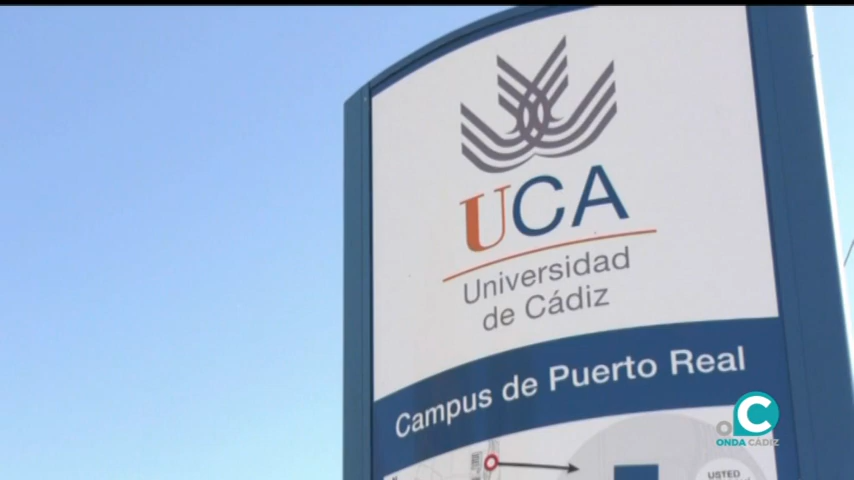 UCA
Universidad
de Cádiz
Campus de Puerto Real
USTED
ONDA CÁDIZ